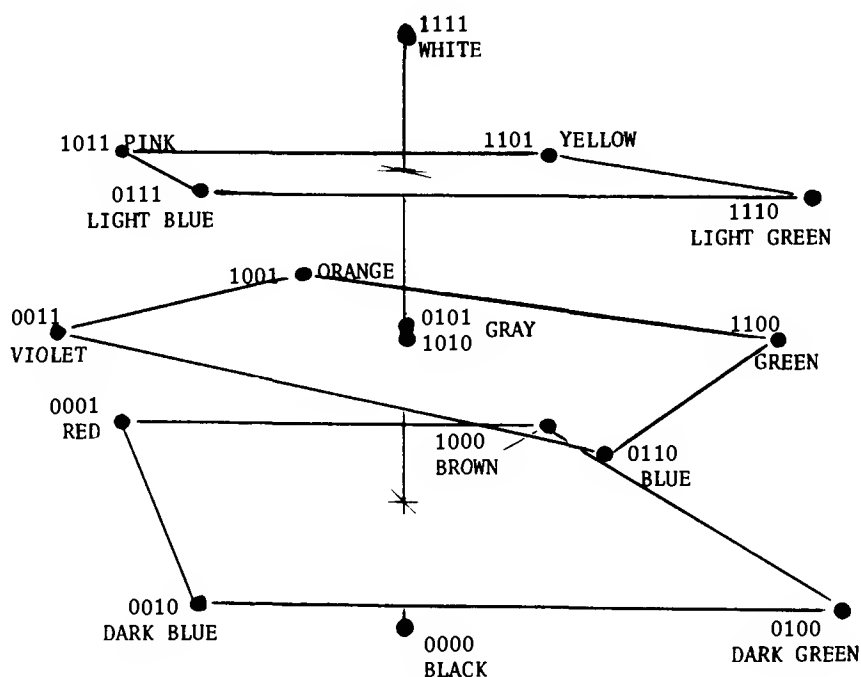 1111
WHITE
1011 PINK
1101 YELLOW
0111
LIGHT BLUE
1110
LIGHT GREEN
1001 ORANGE
0011
VIOLET
0101
1010
GRAY
1100
GREEN
0001
RED
1000
BROWN
0110
BLUE
0010
DARK BLUE
0000
BLACK
0100
DARK GREEN